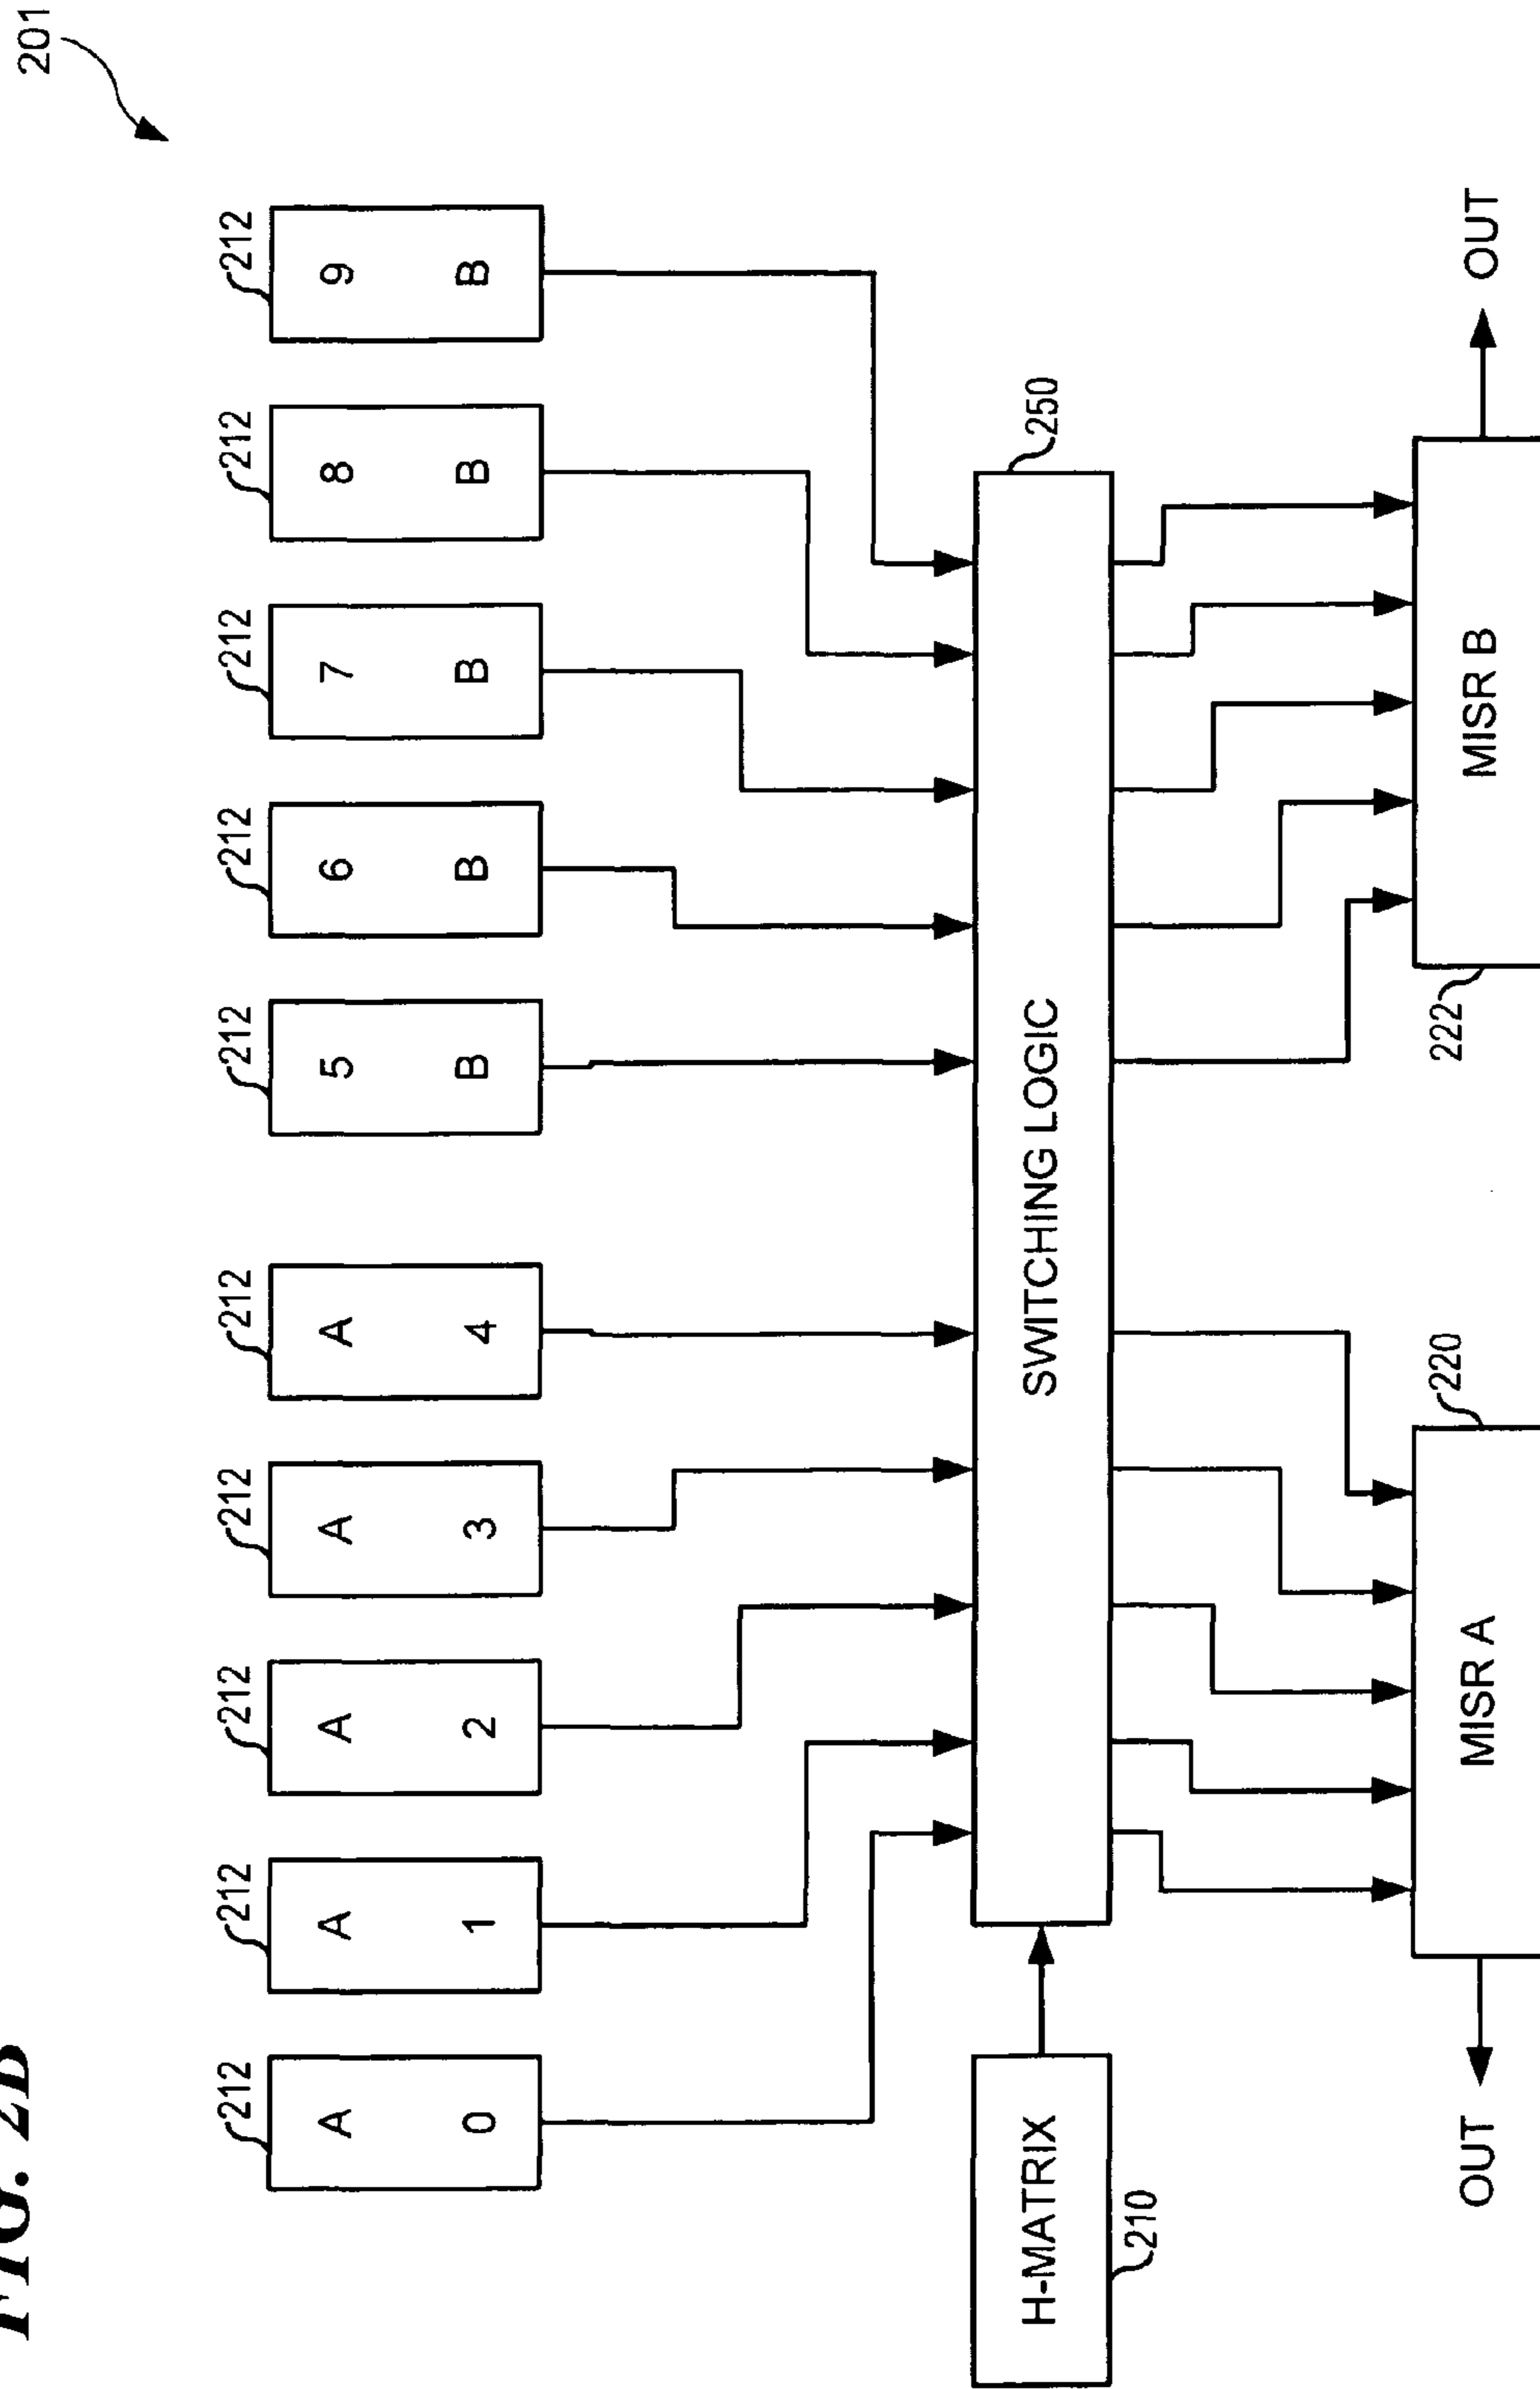 FIG. 2B
201
212 212 212 212 212 212 212 212 212 212
A A A A A 5 6 7 8 9
0 1 2 3 4 B B B B B
H-MATRIX
210
SWITCHING LOGIC
250
220
222
OUT
MISR A
MISR B
OUT